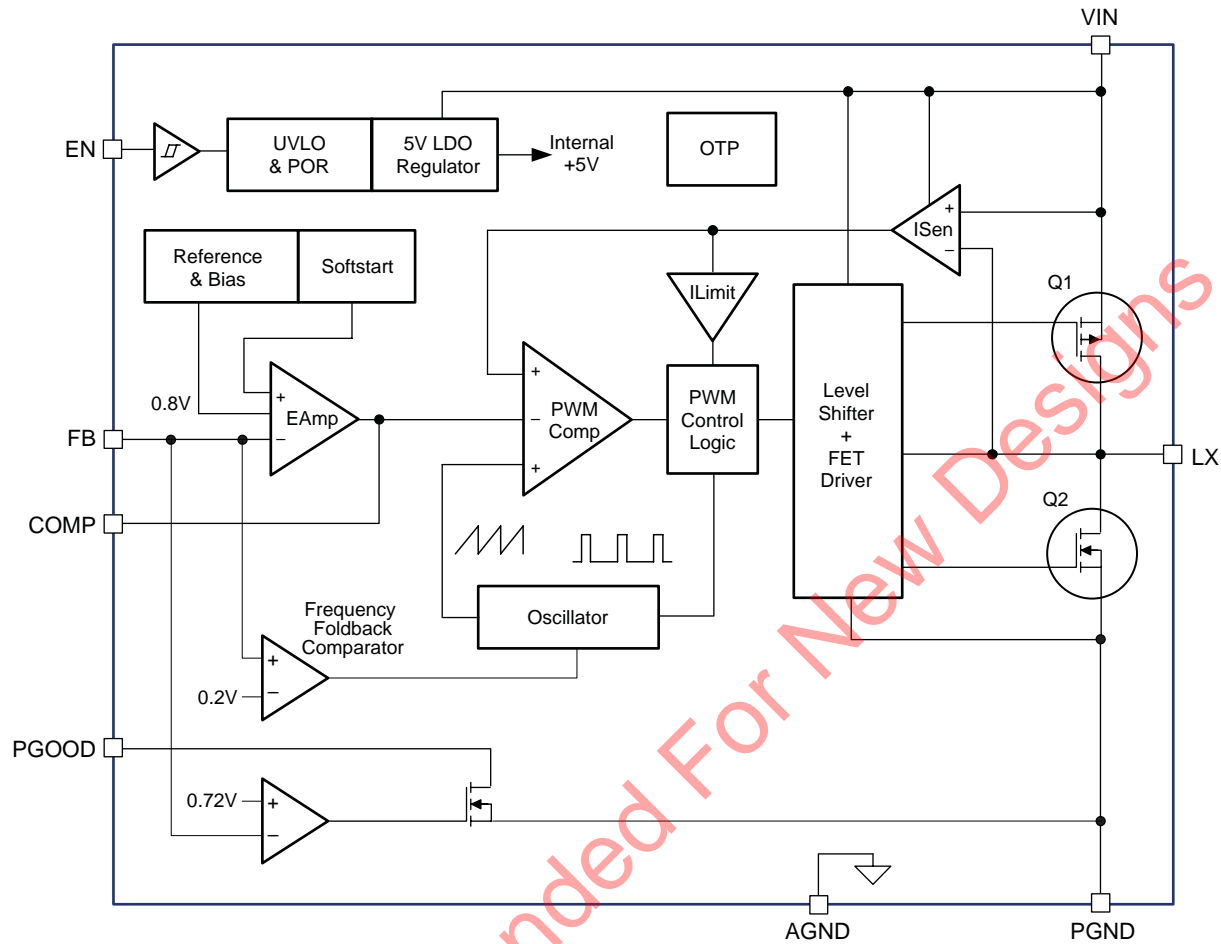 VIN
EN
UVLO
& POR
5V LDO
Regulator
Internal
+5V
OTP
+
ISen
−
Reference
& Bias
Softstart
ILimit
Q1
0.8V
+
EAmp
−
+
PWM
−
Comp
+
PWM
Control
Logic
Level
Shifter
+
FET
Driver
FB
LX
COMP
Q2
Frequency
Foldback
Comparator
Oscillator
+
0.2V
−
PGOOD
0.72V
+
−
AGND
PGND
nded For New Designs